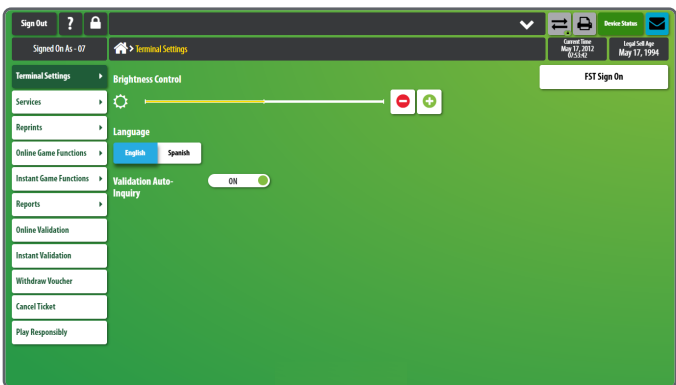 Sign Out
?
Device Status
Signed On As - 07
> Terminal Settings
Current Time
May 17, 2012
07:53:42
Legal Sell Age
May 17, 1994
Terminal Settings
Services
Reprints
Online Game Functions
Instant Game Functions
Reports
Online Validation
Instant Validation
Withdraw Voucher
Cancel Ticket
Play Responsibly
Brightness Control
Language
English
Spanish
Validation Auto-
Inquiry
ON
FST Sign On